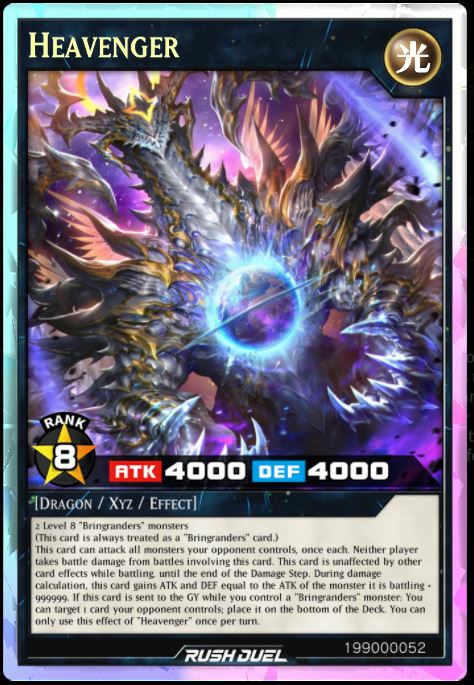 HEAVENGER
光
RANK
8
ATK 4000 DEF 4000
[DRAGON / XYZ / EFFECT]
2 Level 8 "Bringranders" monsters
(This card is always treated as a "Bringranders" card.)
This card can attack all monsters your opponent controls, once each. Neither player
takes battle damage from battles involving this card. This card is unaffected by other
card effects while battling, until the end of the Damage Step. During damage
calculation, this card gains ATK and DEF equal to the ATK of the monster it is battling +
999999. If this card is sent to the GY while you control a "Bringranders" monster: You
can target 1 card your opponent controls; place it on the bottom of the Deck. You can
only use this effect of "Heavenger" once per turn.
199000052
RUSH DUEL